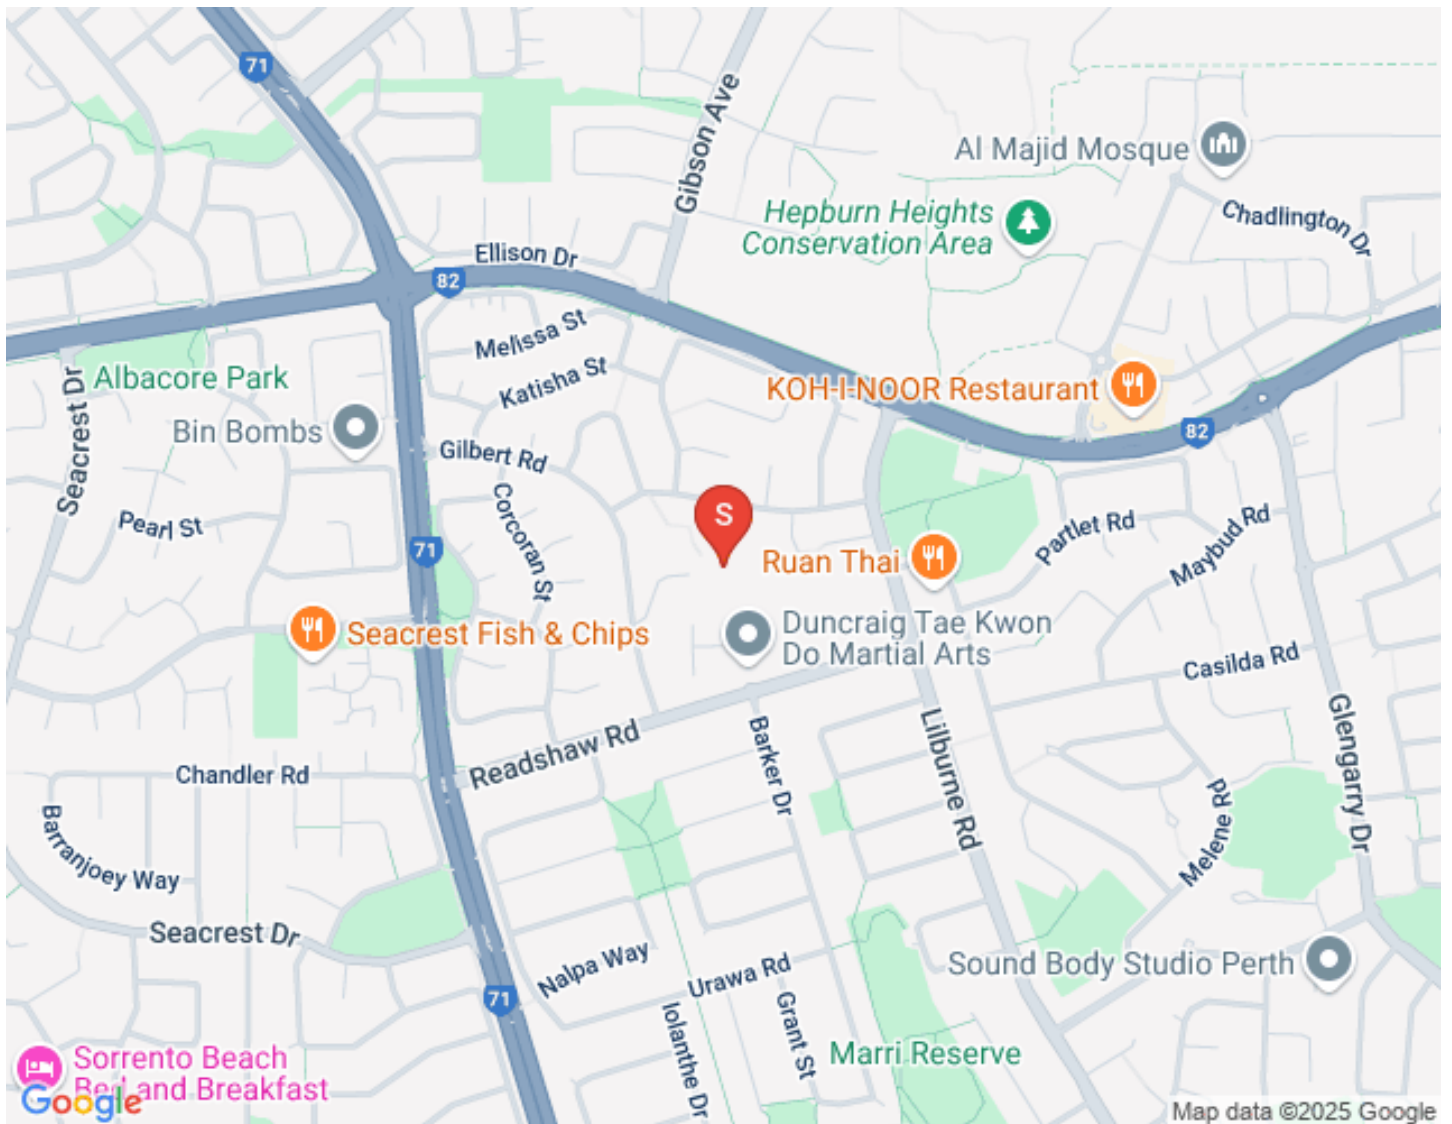 71
Gibson Ave
Al Majid Mosque
Hepburn Heights
Conservation Area
Chadlington Dr
Ellison Dr
82
Melissa St
Katisha St
Albacore Park
Seacrest Dr
KOH-I-NOOR Restaurant
Bin Bombs
82
Gilbert Rd
Corcoran St
Pearl St
S
Partlet Rd
Maybud Rd
71
Ruan Thai
Seacrest Fish & Chips
Duncraig Tae Kwon
Do Martial Arts
Casilda Rd
Readshaw Rd
Barker Dr
Lilburne Rd
Glengarry Dr
Chandler Rd
Melene Rd
Barranjoey Way
Seacrest Dr
Nalpa Way
Urawa Rd
Sound Body Studio Perth
71
Iolanthe Dr
Grant St
Marri Reserve
Sorrento Beach
Bed and Breakfast
Google
Map data ©2025 Google